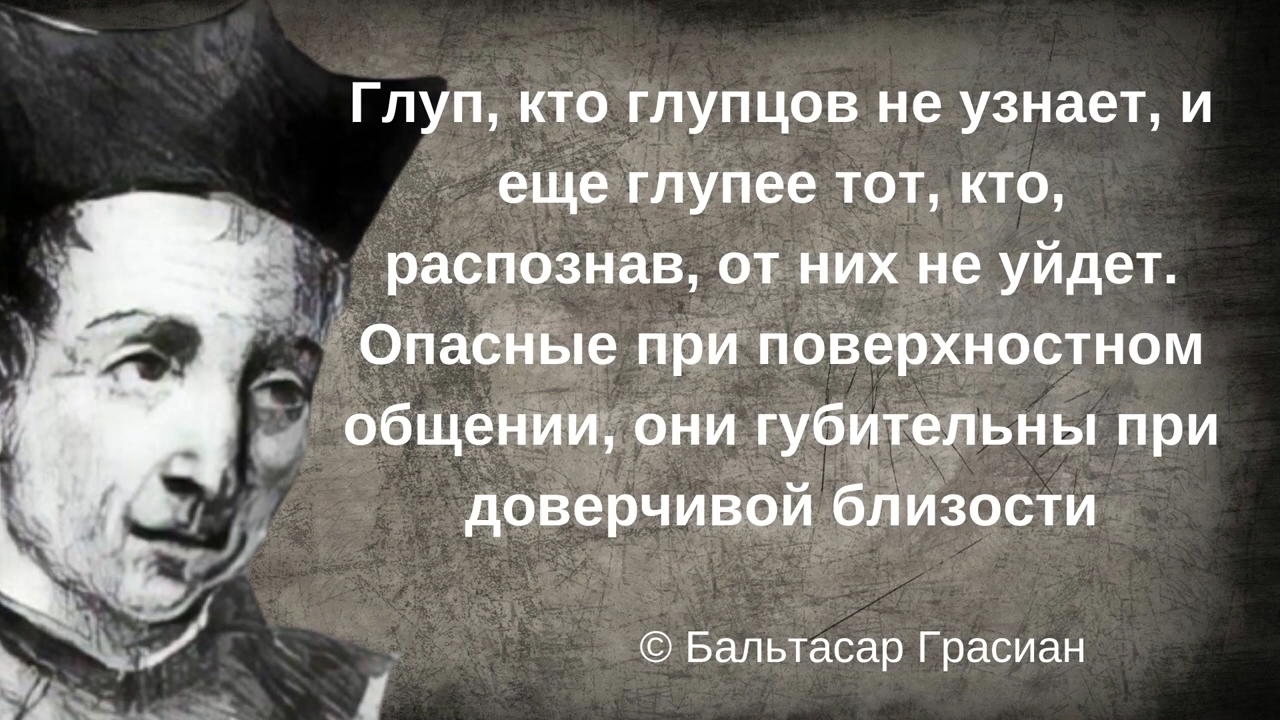 Глуп, кто глупцов не узнает, и
еще глупее тот, кто,
распознав, от них не уйдет.
Опасные при поверхностном
общении, они губительны при
доверчивой близости
© Бальтасар Грасиан